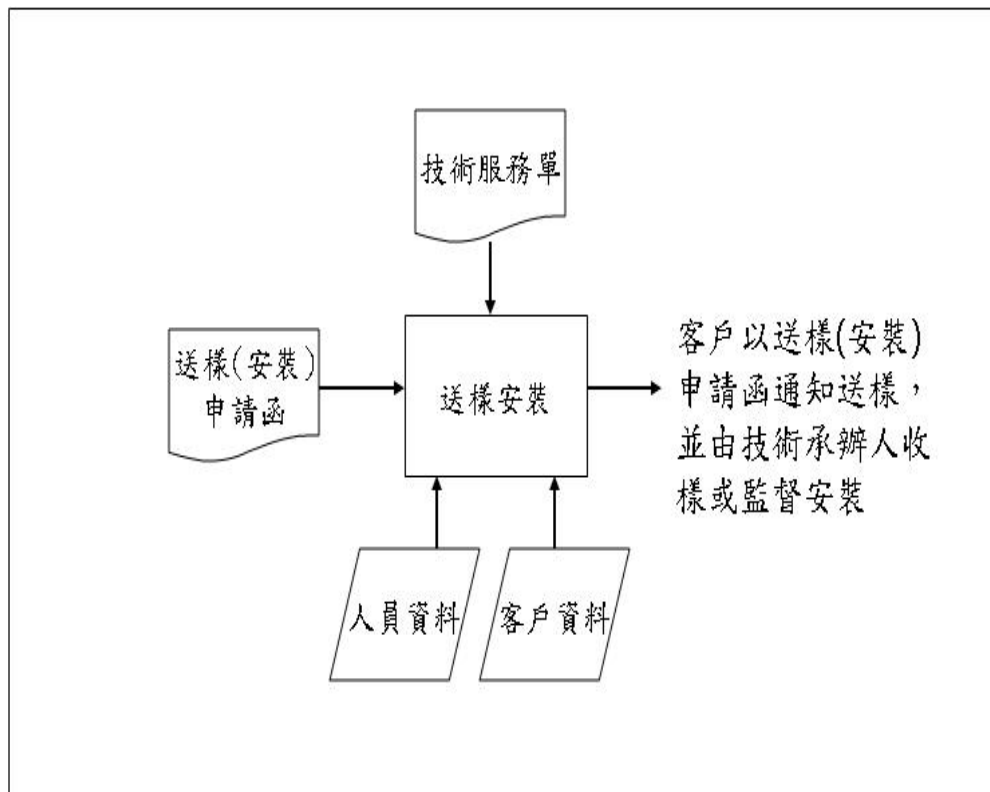 技術服務單
送樣(安裝)
申請函
送樣安裝
客戶以送樣(安裝)
申請函通知送樣，
並由技術承辦人收
樣或監督安裝
人員資料
客戶資料